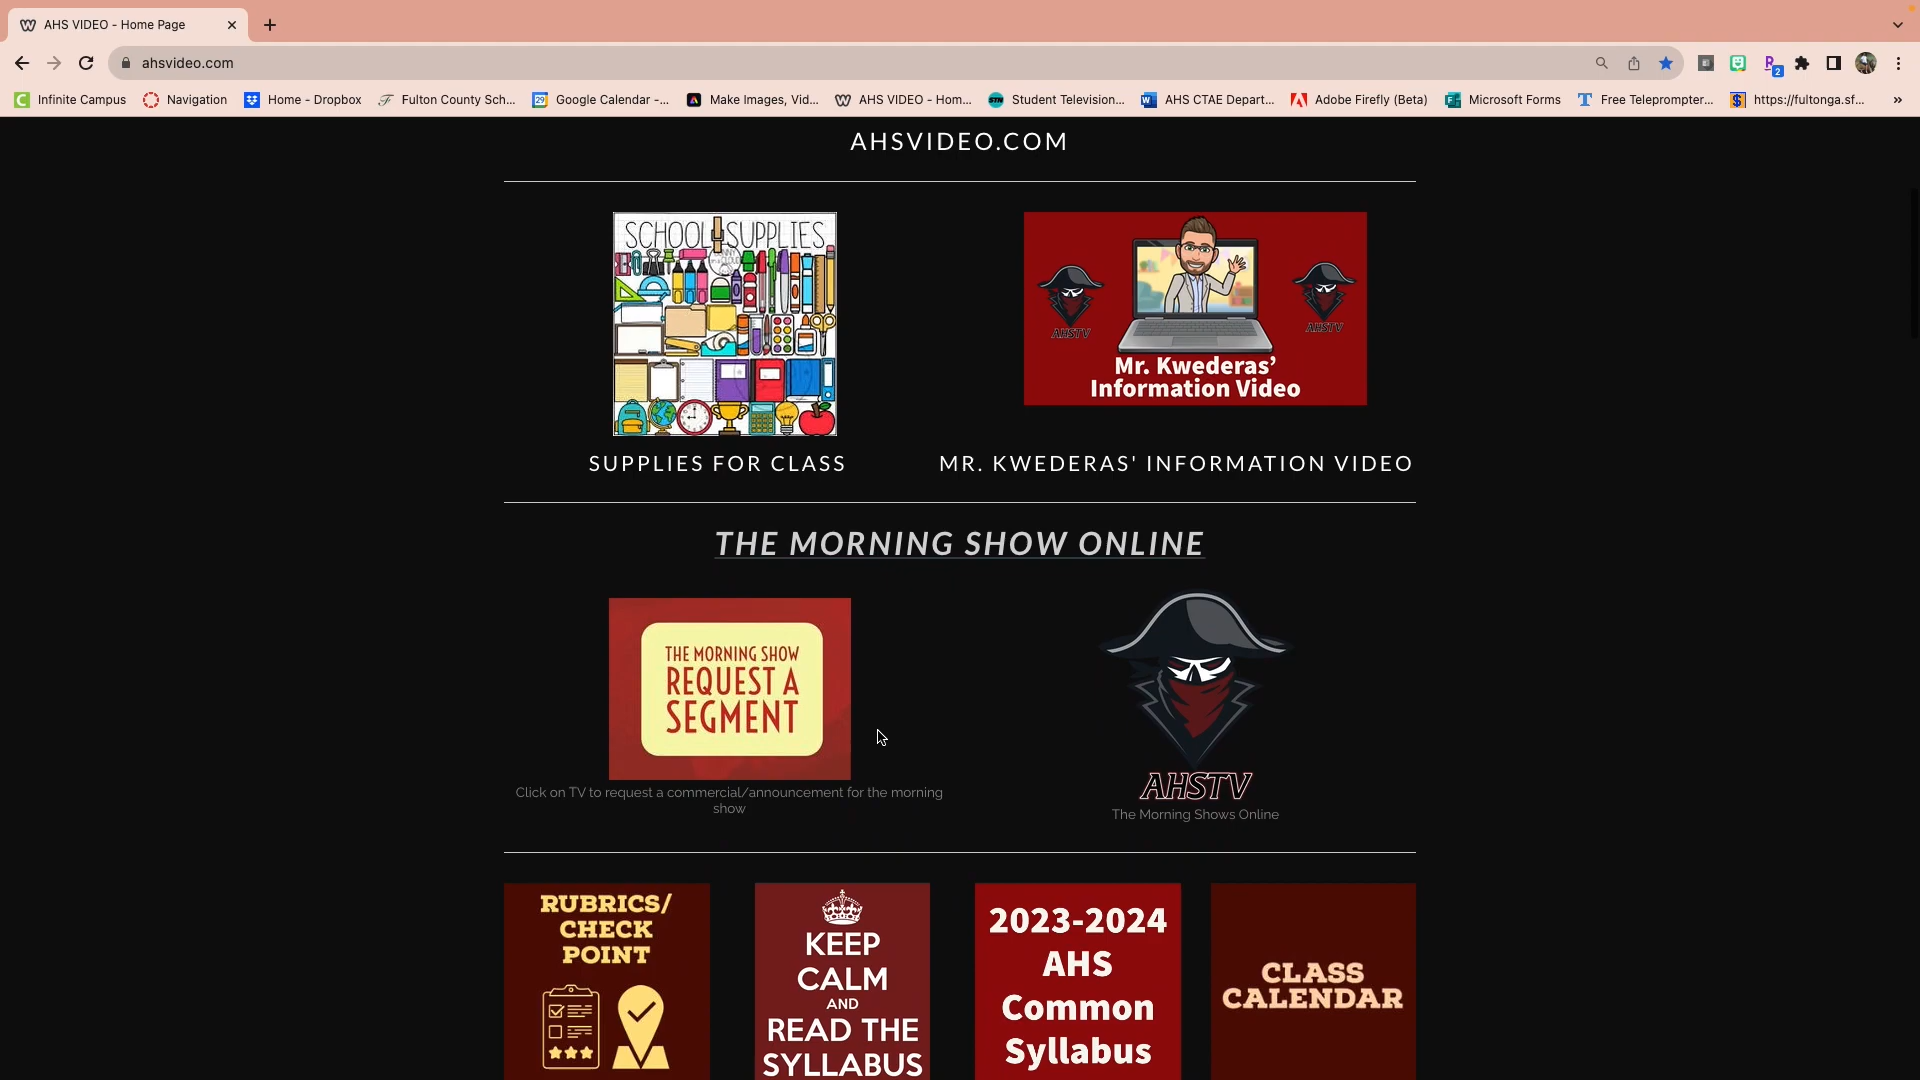 AHS VIDEO - Home Page
ahsvideo.com
Infinite Campus
Navigation
Home - Dropbox
Fulton County Sch...
Google Calendar -...
Make Images, Vid...
AHS VIDEO - Hom...
Student Television...
AHS CTAE Depart...
Adobe Firefly (Beta)
Microsoft Forms
Free Teleprompter...
https://fultonga.sf...
AHSVIDEO.COM
SCHOOL SUPPLIES
AHSTV
AHSTV
Mr. Kwederas’
Information Video
SUPPLIES FOR CLASS
MR. KWEDERAS' INFORMATION VIDEO
THE MORNING SHOW ONLINE
THE MORNING SHOW
REQUEST A
SEGMENT
Click on TV to request a commercial/announcement for the morning
show
AHSTV
The Morning Shows Online
RUBRICS/
CHECK
POINT
KEEP
CALM
AND
READ THE
SYLLABUS
2023-2024
AHS
Common
Syllabus
CLASS
CALENDAR